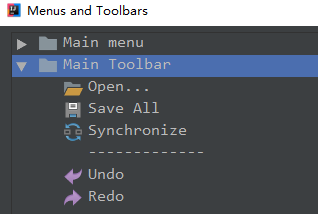 Menus and Toolbars
Main menu
Main Toolbar
Open...
Save All
Synchronize
-------------
Undo
Redo